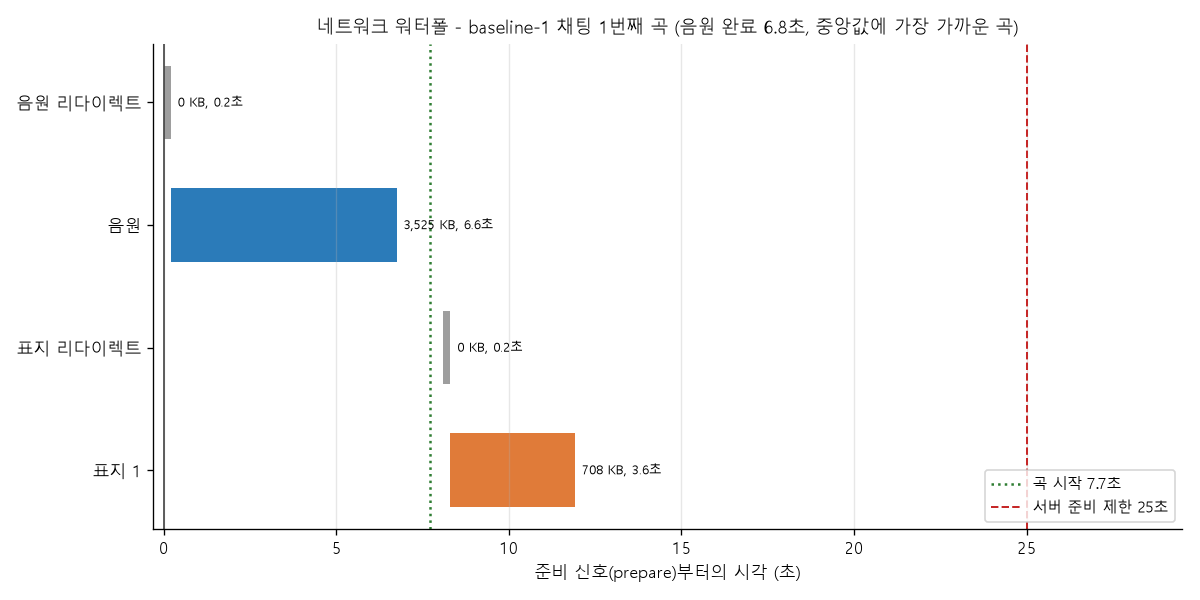 네트워크 워터폴 - baseline-1 채팅 1번째 곡 (음원 완료 6.8초, 중앙값에 가장 가까운 곡)
음원 리다이렉트
0 KB, 0.2초
음원
3,525 KB, 6.6초
표지 리다이렉트
0 KB, 0.2초
표지 1
708 KB, 3.6초
곡 시작 7.7초
서버 준비 제한 25초
0
5
10
15
20
25
준비 신호(prepare)부터의 시각 (초)